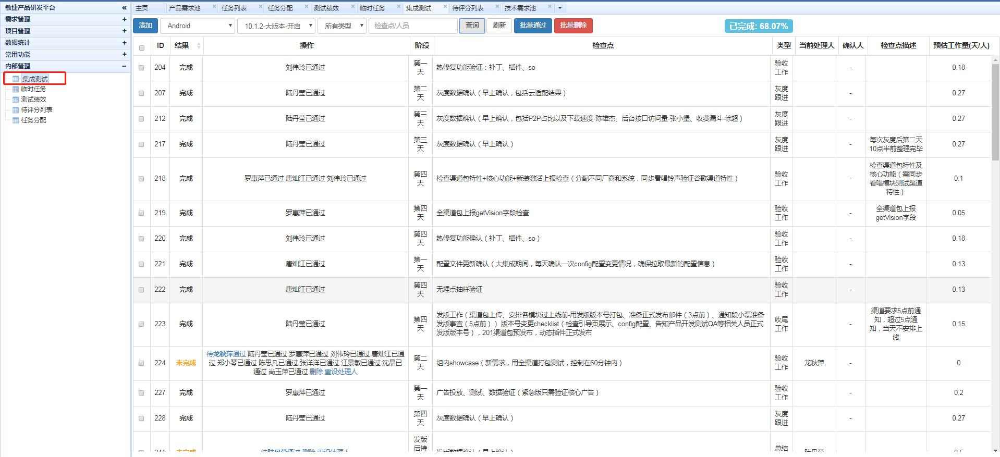 敏捷产品研发平台
需求管理
项目管理
数据统计
常用功能
内部管理
集成测试
临时任务
测试绩效
待评分列表
任务分配
主页 产品需求池 任务列表 任务分配 测试绩效 临时任务 集成测试 待评分列表 技术需求池
添加 Android 10.1.2-大版本-开启 所有类型 检查点/人员 查询 刷新 批量通过 批量删除 已完成: 68.07%
ID 结果 操作 阶段 检查点 类型 当前处理人 确认人 检查点描述 预估工作量(天/人)
204 完成 刘伟玲已通过 第一天 热修复功能验证：补丁、插件、so 验收工作 - 0.18
207 完成 陆丹莹已通过 第二天 灰度数据确认（早上确认，包括云适配结果） 灰度跟进 - 0.27
212 完成 陆丹莹已通过 第三天 灰度数据确认（早上确认，包括P2P占比以及下载速度-陈雄杰、后台接口访问量-张小堡、收费漏斗-徐超） 灰度跟进 - 0.27
217 完成 陆丹莹已通过 第三天 灰度数据确认（早上确认） 灰度跟进 - 每次灰度后第二天10点半前整理完毕 0.27
218 完成 罗惠萍已通过 唐灿江已通过 刘伟玲已通过 第四天 检查渠道包特性+核心功能+新装激活上报检查（分配不同厂商和系统，同步看唱铃声验证谷歌渠道特性） 验收工作 - 检查渠道包特性及核心功能（需同步看唱模块测试渠道特性） 0.1
219 完成 罗惠萍已通过 第四天 全渠道包上报getVision字段检查 验收工作 - 全渠道包上报getVision字段 0.05
220 完成 刘伟玲已通过 第四天 热修复功能确认（补丁、插件、so） 验收工作 - 0.18
221 完成 唐灿江已通过 第一天 配置文件更新确认（大集成期间，每天确认一次config配置变更情况，确保拉取最新的配置信息） 验收工作 - 0.13
222 完成 唐灿江已通过 第四天 无埋点抽样验证 验收工作 - 0.13
223 完成 陆丹莹已通过 第四天 发版工作（渠道包上传、安排各模块过上线前-用发版版本号打包、准备正式发布邮件（3点前）、通知段小磊准备发版事宜（5点前））版本号变更checklist（检查引导页展示、config配置、告知产品开发测试QA等相关人员正式发版版本号），201渠道包预发布，动态插件正式发布 收尾工作 - 渠道要求5点前通知，超过5点通知，当天不安排上线 0.15
224 未完成 待龙秋萍通过 陆丹莹已通过 罗惠萍已通过 刘伟玲已通过 唐灿江已通过 郑小琴已通过 陈思凡已通过 张洋洋已通过 江景敏已通过 沈晶已通过 尚玉萍已通过 删除 重设处理人 第二天 组内showcase（新需求，用全渠道打包测试，控制在60分钟内） 验收工作 龙秋萍 - 0
227 完成 罗惠萍已通过 第一天 广告投放、测试、数据验证（紧急版只需验证核心广告） 验收工作 - 0.2
228 完成 陆丹莹已通过 第四天 灰度数据确认（早上确认） 灰度跟进 - 0.27
241 未完成 待陆丹莹通过 删除 重设处理人 发版后持 发版数据确认（早上确认） 总结 陆丹莹 - 0.5